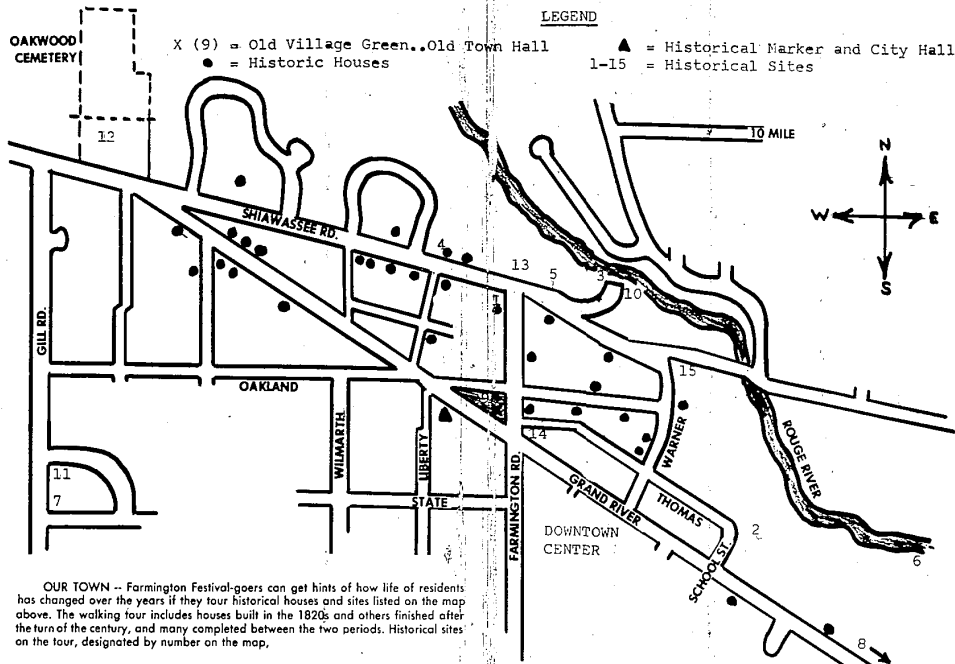 LEGEND
OAKWOOD
CEMETERY
X (9) = Old Village Green..Old Town Hall
● = Historic Houses
▲ = Historical Marker and City Hall
1-15 = Historical Sites
12
10 MILE
N
W E
S
SHIAWASSEE RD.
4
13
5
3
10
1
GILL RD.
15
OAKLAND
WILMARTH
LIBERTY
14
WARNER
ROUGE RIVER
11
7
STATE
FARMINGTON RD.
GRAND RIVER
THOMAS
DOWNTOWN
CENTER
SCHOOL ST.
2
6
8
OUR TOWN -- Farmington Festival-goers can get hints of how life of residents
has changed over the years if they tour historical houses and sites listed on the map
above. The walking four includes houses built in the 1820s and others finished after
the turn of the century, and many completed between the two periods. Historical sites
on the tour, designated by number on the map,